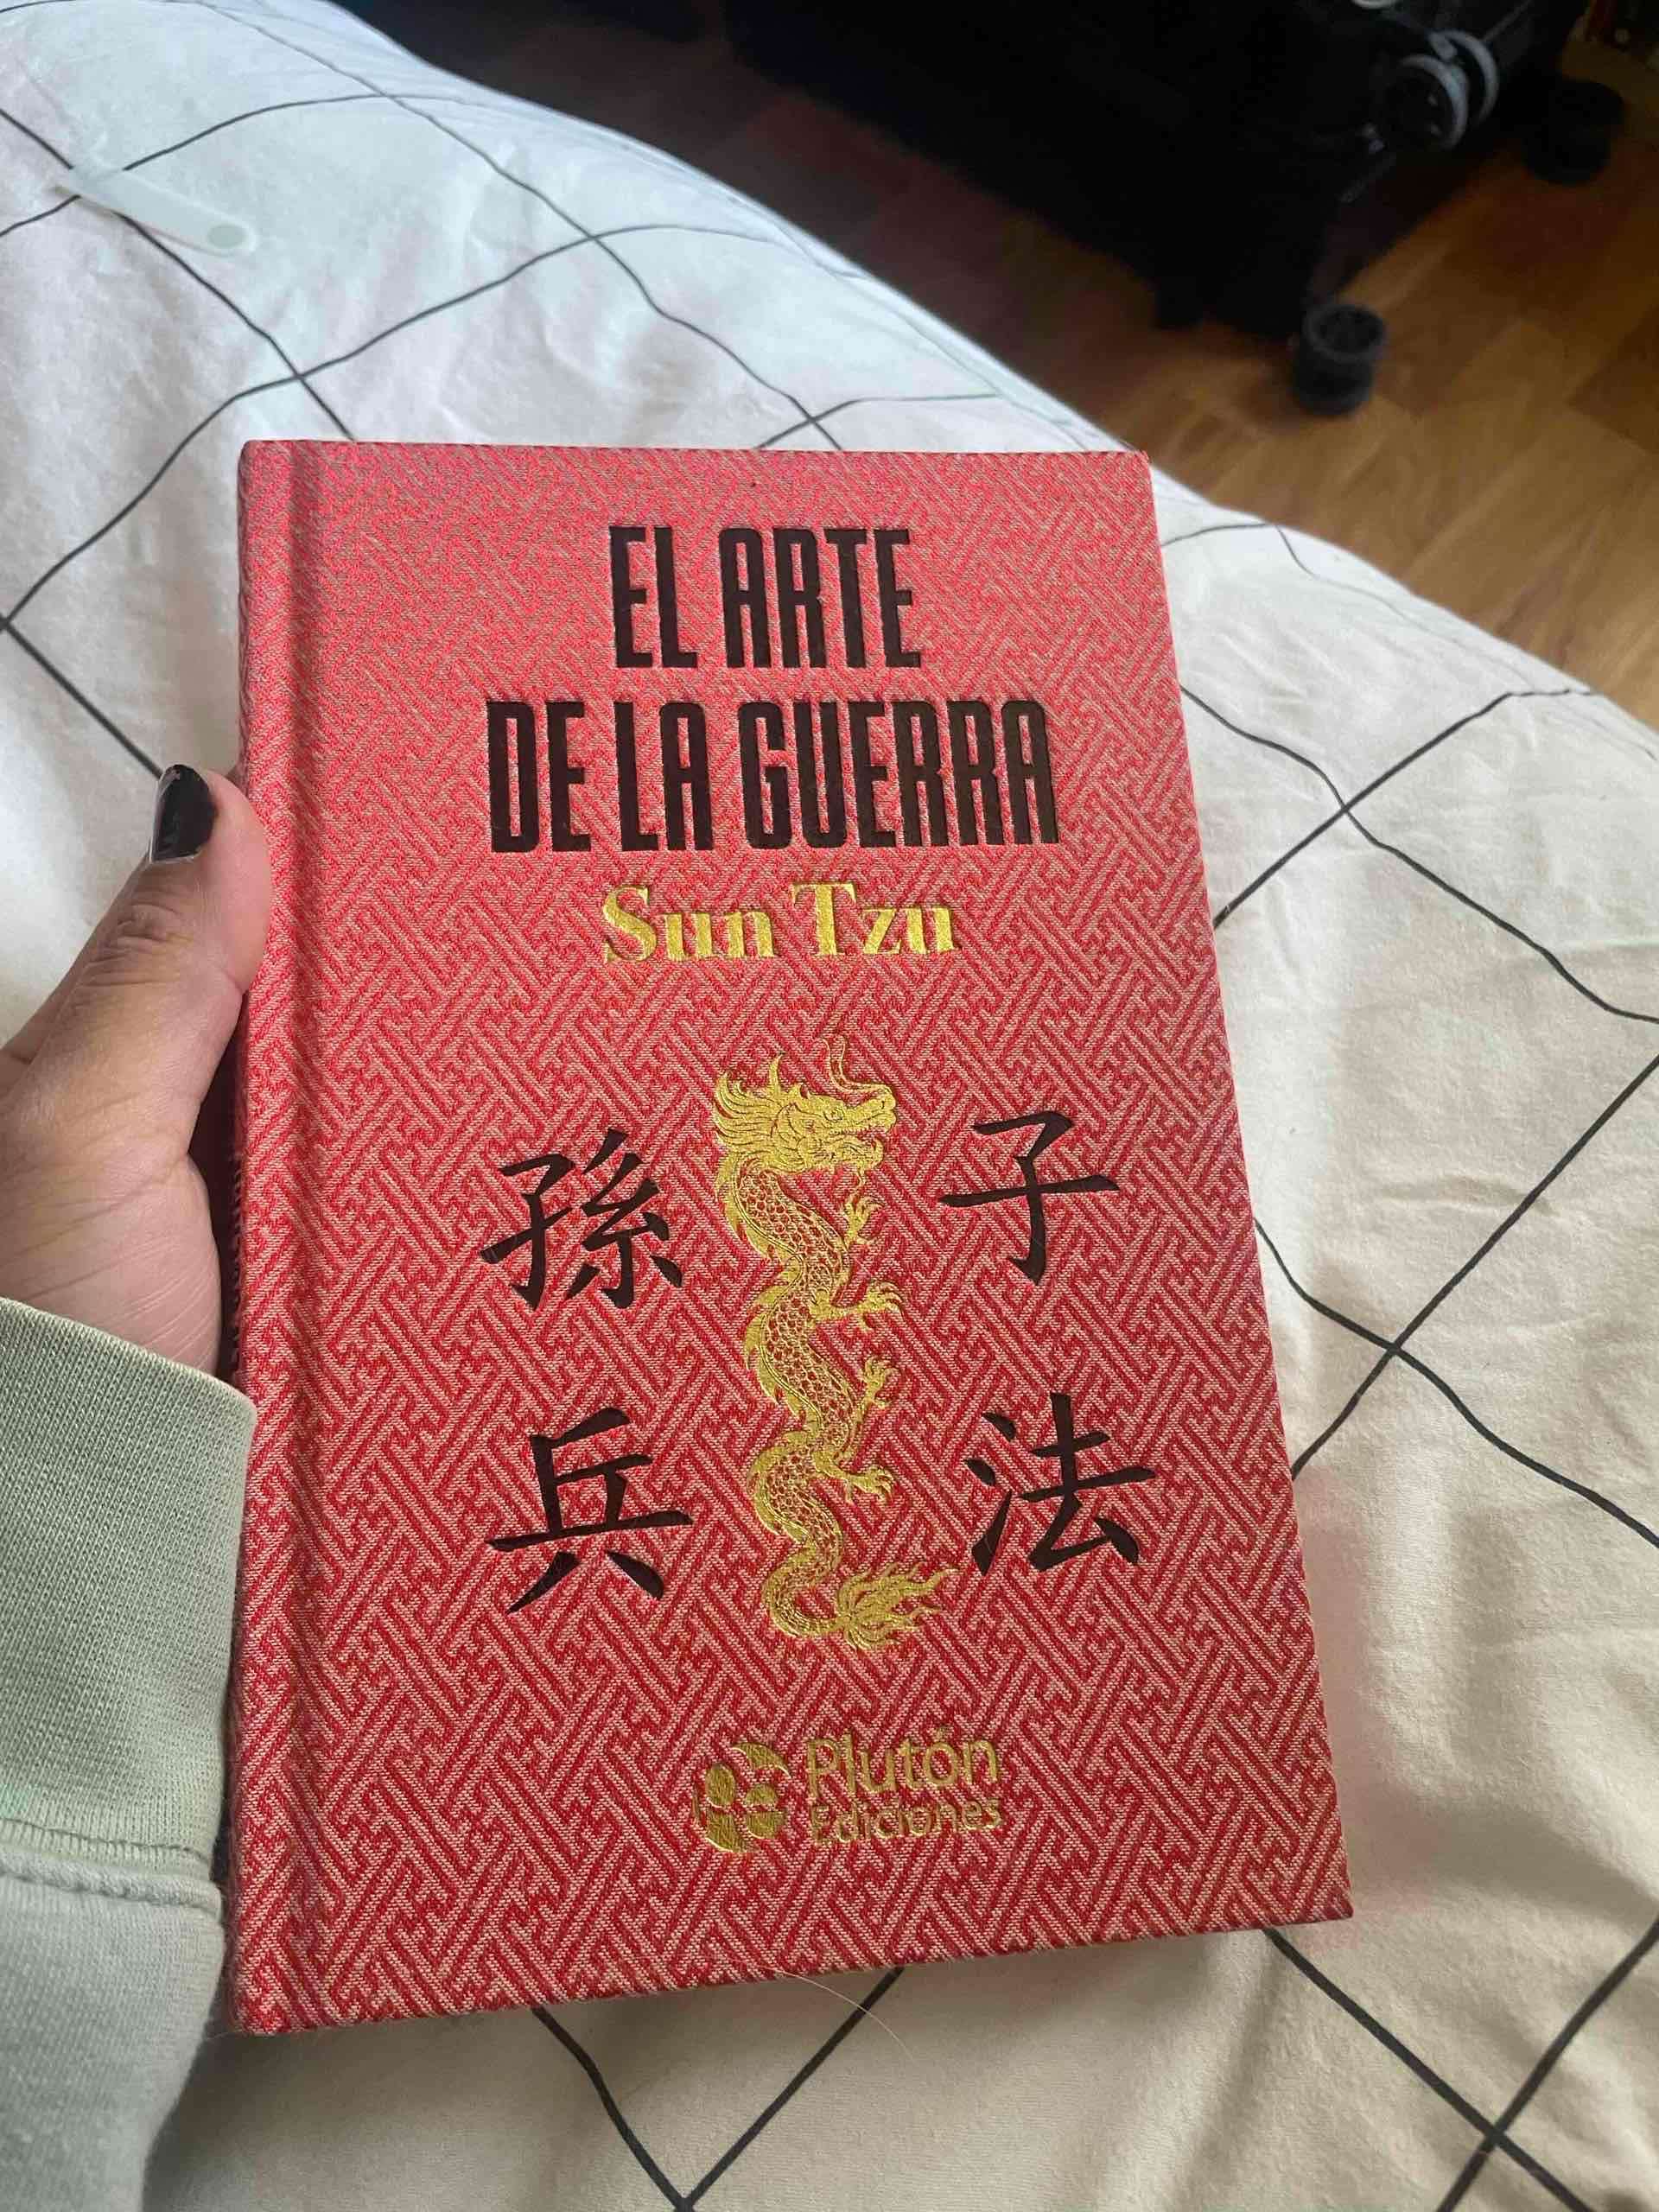 EL ARTE
DE LA GUERRA
Sun Tzu
孫子
兵法
Plutón
Ediciones